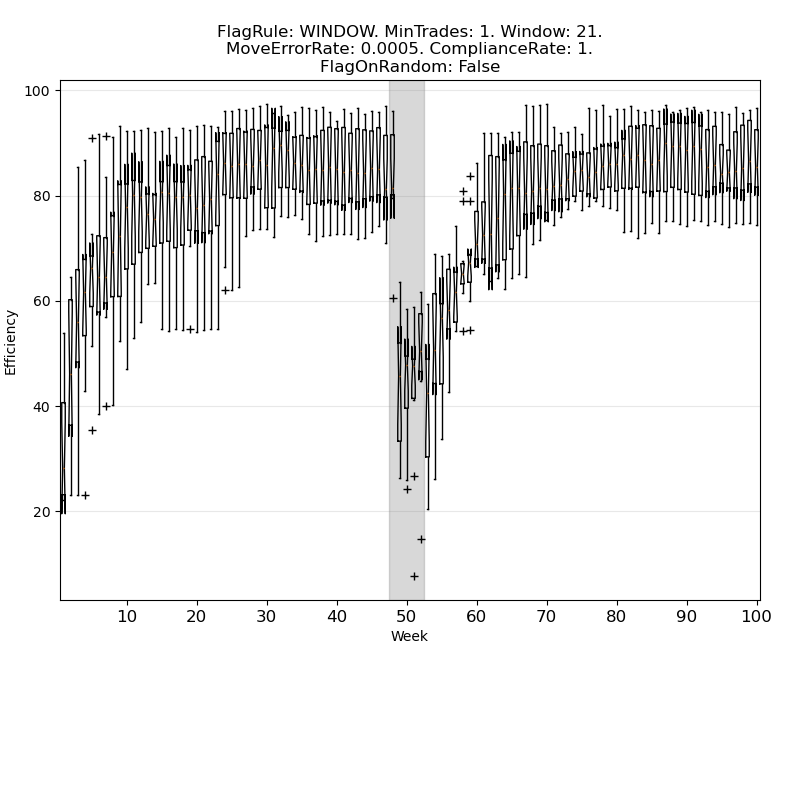 FlagRule: WINDOW. MinTrades: 1. Window: 21.
MoveErrorRate: 0.0005. ComplianceRate: 1.
FlagOnRandom: False
100
80
60
40
20
Efficiency
10 20 30 40 50 60 70 80 90 100
Week